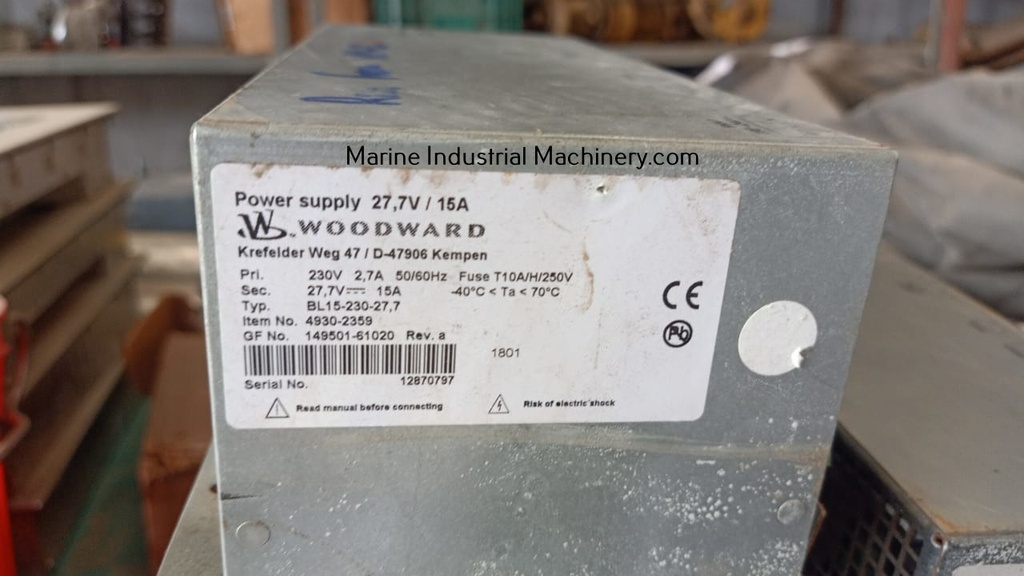 Marine Industrial Machinery.com
Power supply 27,7V / 15A
WOODWARD
Krefelder Weg 47 / D-47906 Kempen
Pri. 230V 2,7A 50/60Hz Fuse T10A/H/250V
Sec. 27,7V 15A -40°C < Ta < 70°C
Typ. BL15-230-27,7
Item No. 4930-2359
GF No. 149501-61020 Rev. a
1801
Serial No. 12870797
CE
Pb
Read manual before connecting
Risk of electric shock